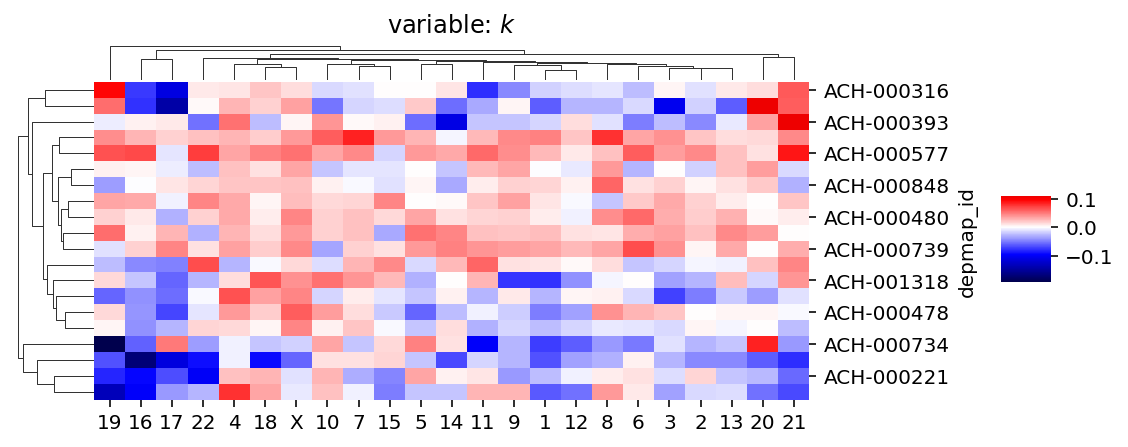 variable: k
ACH-000316
ACH-000393
ACH-000577
ACH-000848
ACH-000480
ACH-000739
ACH-001318
ACH-000478
ACH-000734
ACH-000221
depmap_id
0.1
0.0
−0.1
19 16 17 22 4 18 X 10 7 15 5 14 11 9 1 12 8 6 3 2 13 20 21